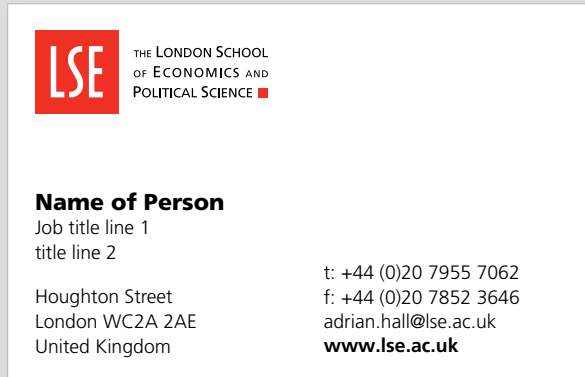 LSE
THE LONDON SCHOOL
OF ECONOMICS AND
POLITICAL SCIENCE
Name of Person
Job title line 1
title line 2
Houghton Street
London WC2A 2AE
United Kingdom
t: +44 (0)20 7955 7062
f: +44 (0)20 7852 3646
adrian.hall@lse.ac.uk
www.lse.ac.uk